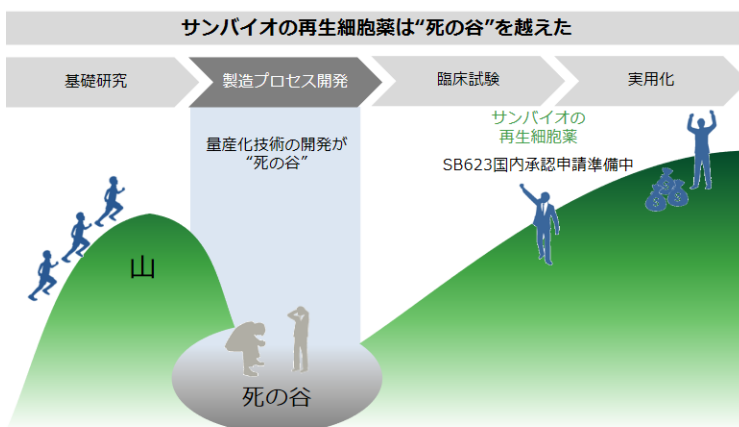 サンバイオの再生細胞薬は“死の谷”を越えた
基礎研究
製造プロセス開発
臨床試験
実用化
量産化技術の開発が
“死の谷”
サンバイオの
再生細胞薬
SB623国内承認申請準備中
山
死の谷
$
$
$